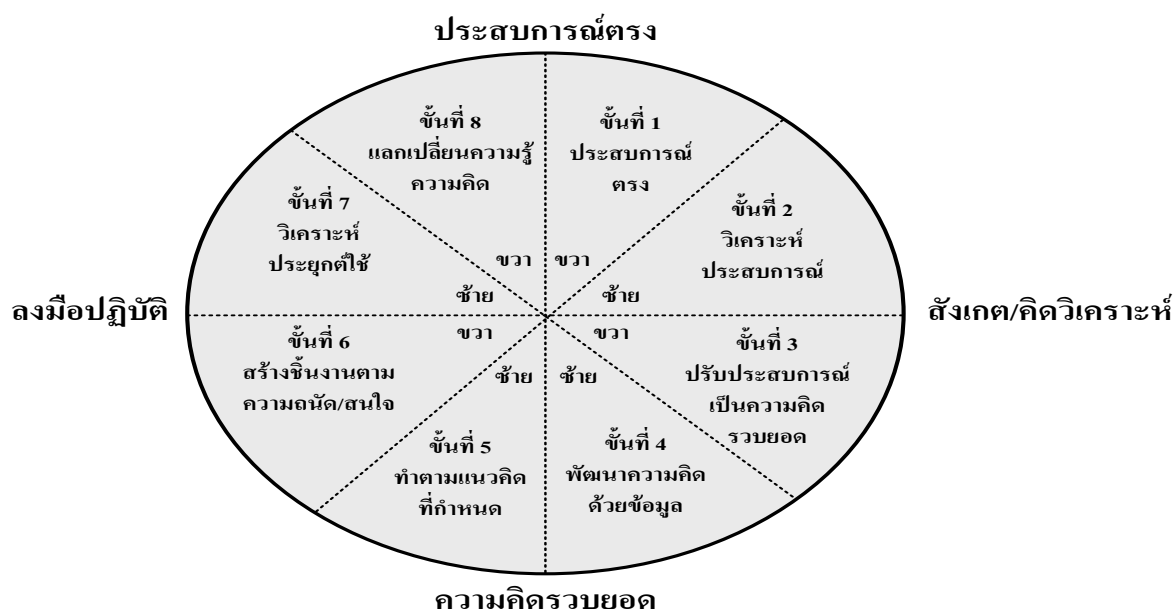 ประสบการณ์ตรง
ขั้นที่ 8
แลกเปลี่ยนความรู้
ความคิด
ขวา
ขั้นที่ 1
ประสบการณ์
ตรง
ขวา
ขั้นที่ 2
วิเคราะห์
ประสบการณ์
ซ้าย
ขั้นที่ 7
วิเคราะห์
ประยุกต์ใช้
ซ้าย
ลงมือปฏิบัติ
สังเกต/คิดวิเคราะห์
ขั้นที่ 6
สร้างชิ้นงานตาม
ความถนัด/สนใจ
ขวา
ขั้นที่ 3
ปรับประสบการณ์
เป็นความคิด
รวบยอด
ขวา
ขั้นที่ 5
ทำตามแนวคิด
ที่กำหนด
ซ้าย
ขั้นที่ 4
พัฒนาความคิด
ด้วยข้อมูล
ซ้าย
ความคิดรวบยอด